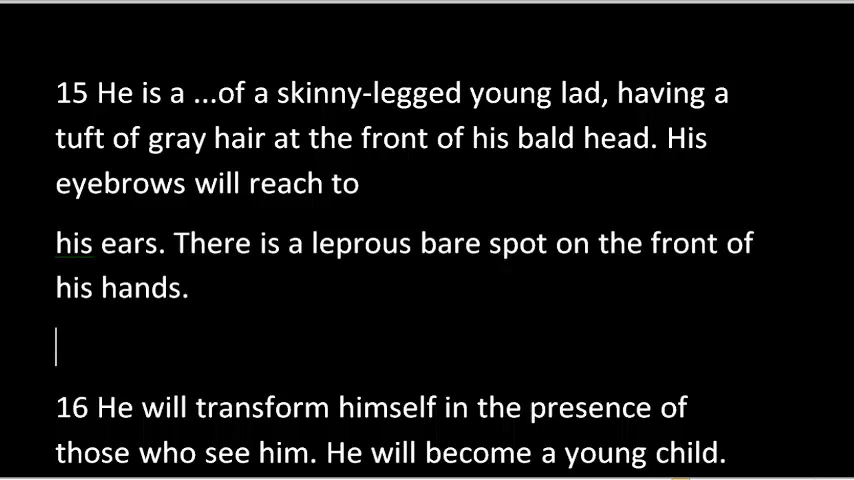 15 He is a ...of a skinny-legged young lad, having a
tuft of gray hair at the front of his bald head. His
eyebrows will reach to
his ears. There is a leprous bare spot on the front of
his hands.
16 He will transform himself in the presence of
those who see him. He will become a young child.